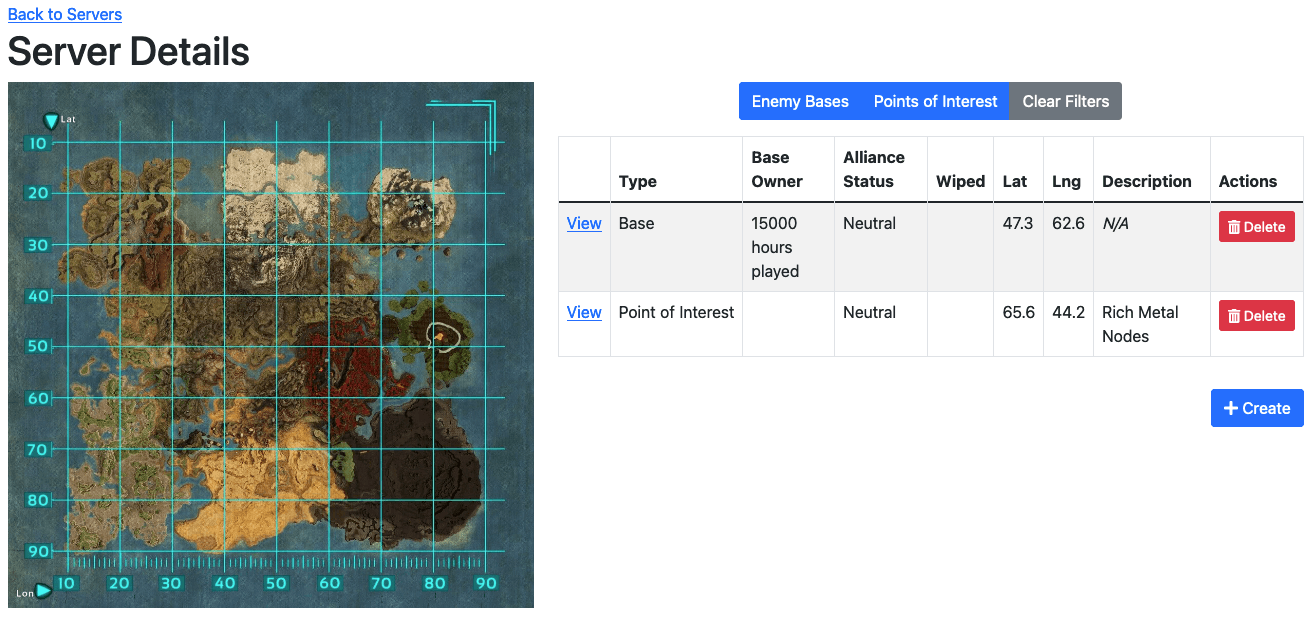 Back to Servers
Server Details
Lat
10
20
30
40
50
60
70
80
90
Lon
10 20 30 40 50 60 70 80 90
Enemy Bases Points of Interest Clear Filters
Type Base Owner Alliance Status Wiped Lat Lng Description Actions
View Base 15000 hours played Neutral 47.3 62.6 N/A Delete
View Point of Interest Neutral 65.6 44.2 Rich Metal Nodes Delete
Create